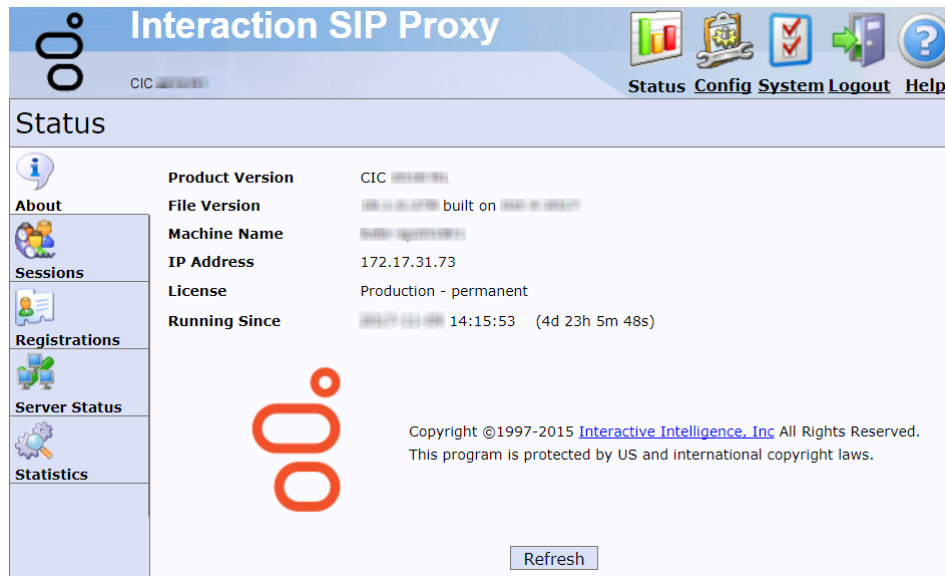 Interaction SIP Proxy
CIC
Status Config System Logout Help
Status
About
Sessions
Registrations
Server Status
Statistics
Product Version CIC
File Version built on
Machine Name
IP Address 172.17.31.73
License Production - permanent
Running Since 14:15:53 (4d 23h 5m 48s)
Copyright ©1997-2015 Interactive Intelligence, Inc All Rights Reserved.
This program is protected by US and international copyright laws.
Refresh